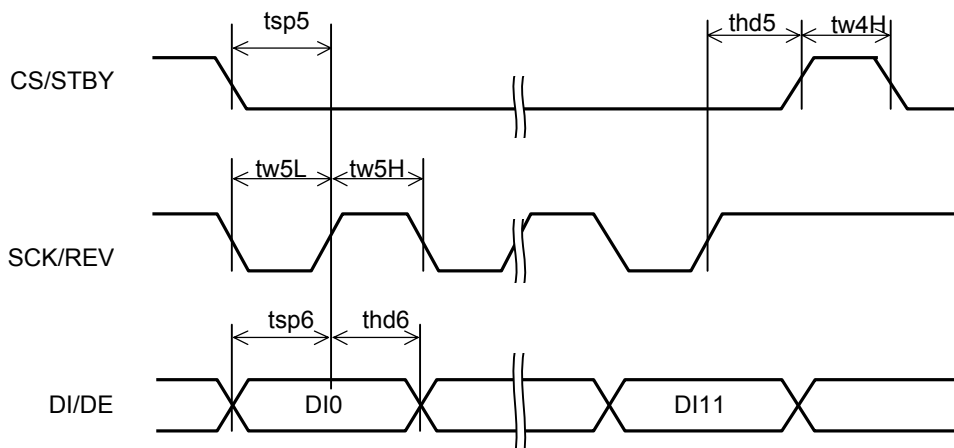 tsp5
thd5
tw4H
CS/STBY
tw5L
tw5H
SCK/REV
tsp6
thd6
DI/DE
DI0
DI11